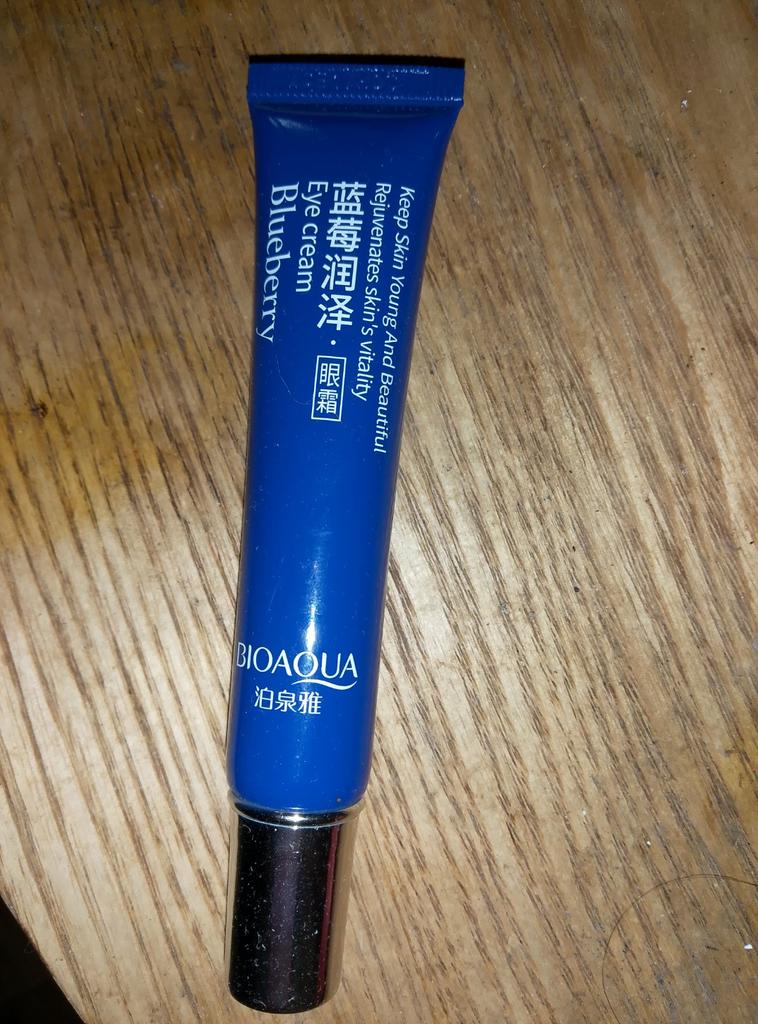 Keep Skin Young And Beautiful
Rejuvenates skin's vitality
蓝莓润泽·眼霜
Eye cream
Blueberry
BIOAQUA
泊泉雅